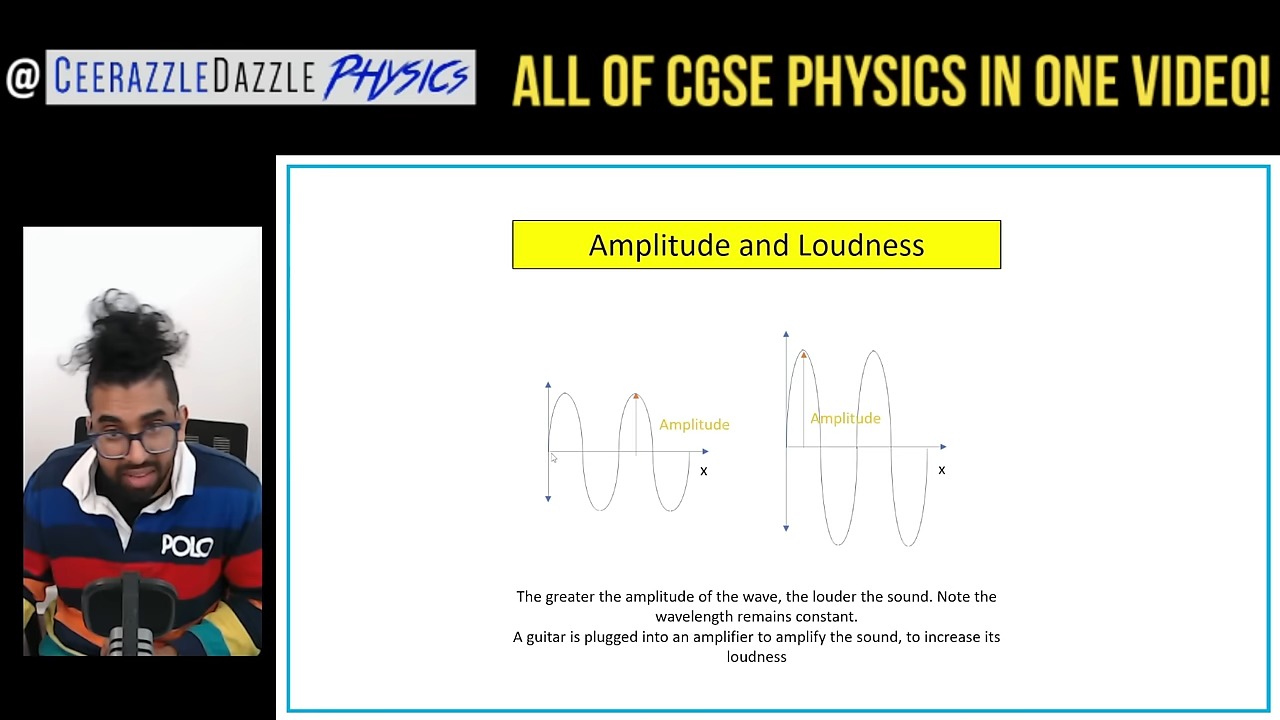 @CEERAZZLEDAZZLE PHYSICS
ALL OF CGSE PHYSICS IN ONE VIDEO!
Amplitude and Loudness
Amplitude
x
Amplitude
x
POLO
The greater the amplitude of the wave, the louder the sound. Note the
wavelength remains constant.
A guitar is plugged into an amplifier to amplify the sound, to increase its
loudness